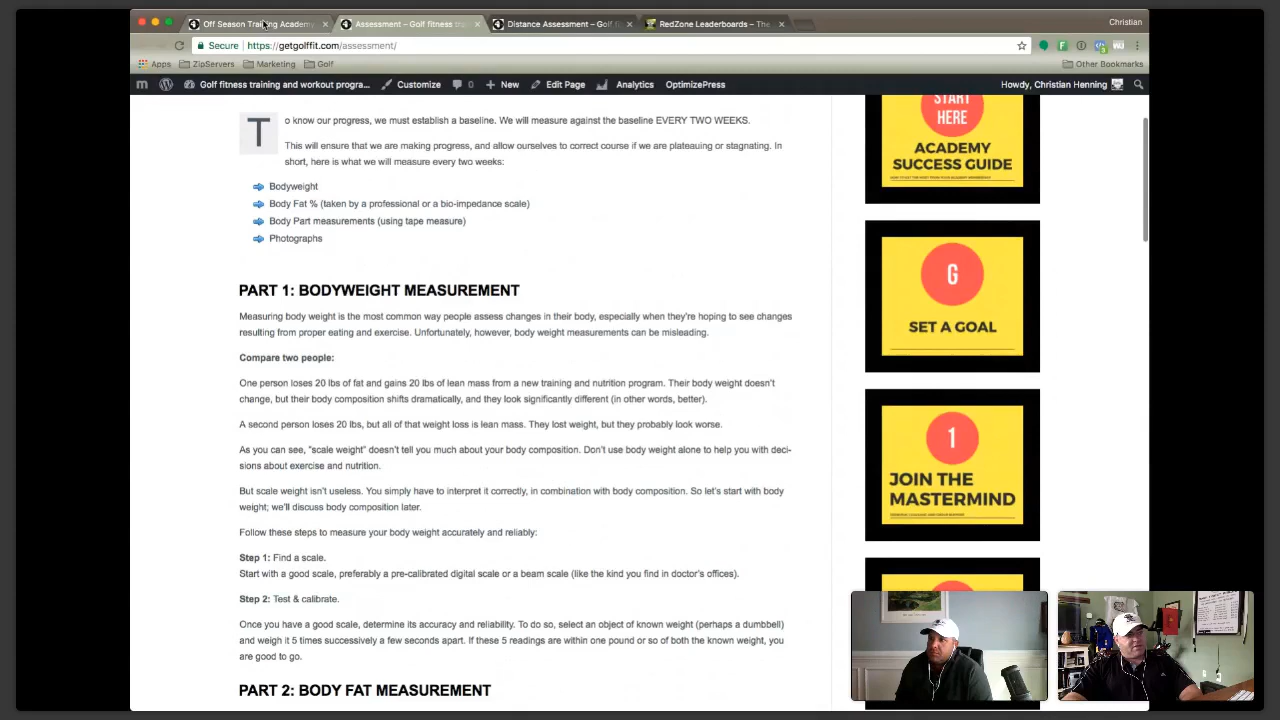 Off Season Training Academy
Assessment – Golf fitness
Distance Assessment – Golf f
RedZone Leaderboards – The
Christian
Secure
https://getgolffit.com/assessment/
Apps
ZipServers
Marketing
Golf
Other Bookmarks
Golf fitness training and workout progra...
Customize
0
New
Edit Page
Analytics
OptimizePress
Howdy, Christian Henning
To know our progress, we must establish a baseline. We will measure against the baseline EVERY TWO WEEKS.
This will ensure that we are making progress, and allow ourselves to correct course if we are plateauing or stagnating. In
short, here is what we will measure every two weeks:
Bodyweight
Body Fat % (taken by a professional or a bio-impedance scale)
Body Part measurements (using tape measure)
Photographs
PART 1: BODYWEIGHT MEASUREMENT
Measuring body weight is the most common way people assess changes in their body, especially when they're hoping to see changes
resulting from proper eating and exercise. Unfortunately, however, body weight measurements can be misleading.
Compare two people:
One person loses 20 lbs of fat and gains 20 lbs of lean mass from a new training and nutrition program. Their body weight doesn't
change, but their body composition shifts dramatically, and they look significantly different (in other words, better).
A second person loses 20 lbs, but all of that weight loss is lean mass. They lost weight, but they probably look worse.
As you can see, "scale weight" doesn't tell you much about your body composition. Don't use body weight alone to help you with deci-
sions about exercise and nutrition.
But scale weight isn't useless. You simply have to interpret it correctly, in combination with body composition. So let's start with body
weight; we'll discuss body composition later.
Follow these steps to measure your body weight accurately and reliably:
Step 1: Find a scale.
Start with a good scale, preferably a pre-calibrated digital scale or a beam scale (like the kind you find in doctor's offices).
Step 2: Test & calibrate.
Once you have a good scale, determine its accuracy and reliability. To do so, select an object of known weight (perhaps a dumbbell)
and weigh it 5 times successively a few seconds apart. If these 5 readings are within one pound or so of both the known weight, you
are good to go.
PART 2: BODY FAT MEASUREMENT
START
HERE
ACADEMY
SUCCESS GUIDE
G
SET A GOAL
1
JOIN THE
MASTERMIND